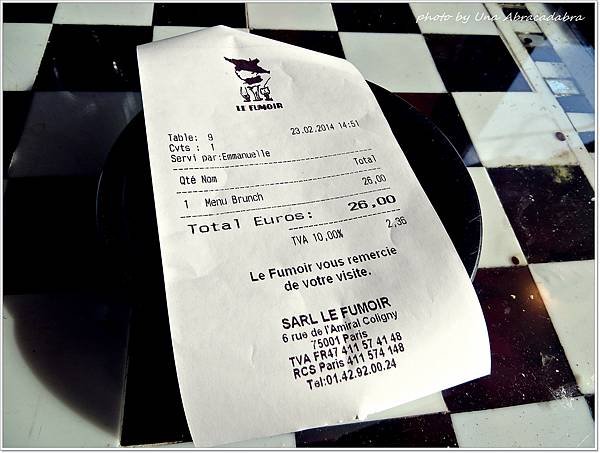 photo by Una Abracadabra
LE FUMOIR
Table: 9
23.02.2014 14:51
Cvts : 1
Servi par:Emmanuelle
Qté Nom Total
1 Menu Brunch 26,00
Total Euros: 26,00
TVA 10,00% 2,36
Le Fumoir vous remercie
de votre visite.
SARL LE FUMOIR
6 rue de l'Amiral Coligny
75001 Paris
TVA FR47 411 57 41 48
RCS Paris 411 574 148
Tél:01.42.92.00.24